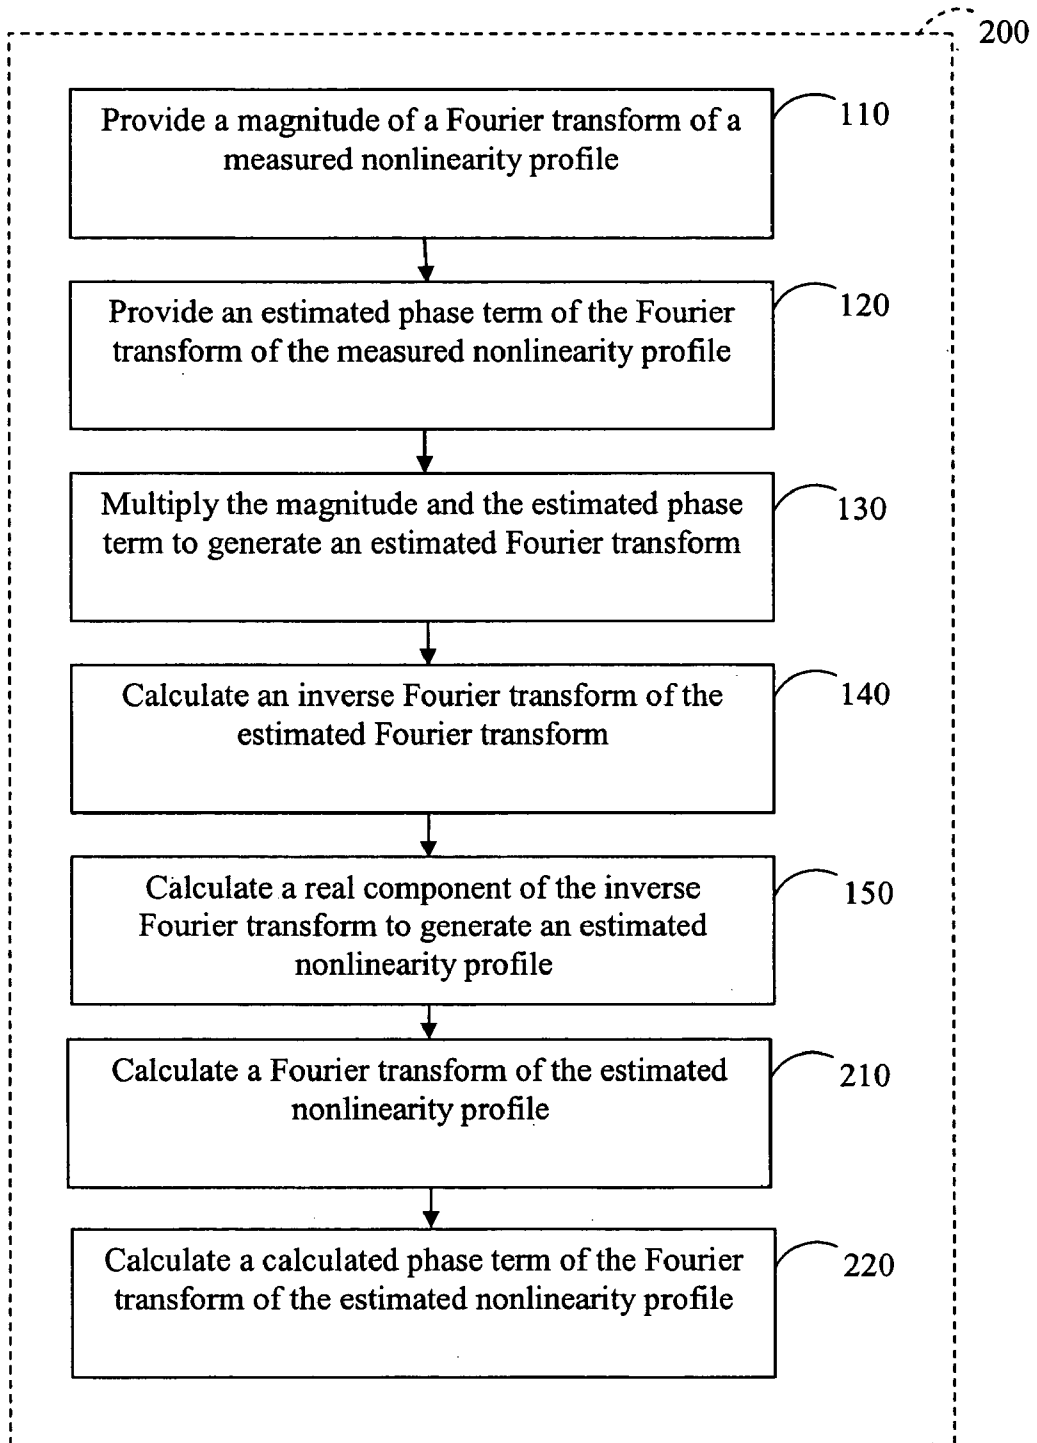 200
Provide a magnitude of a Fourier transform of a
measured nonlinearity profile
110
Provide an estimated phase term of the Fourier
transform of the measured nonlinearity profile
120
Multiply the magnitude and the estimated phase
term to generate an estimated Fourier transform
130
Calculate an inverse Fourier transform of the
estimated Fourier transform
140
Calculate a real component of the inverse
Fourier transform to generate an estimated
nonlinearity profile
150
Calculate a Fourier transform of the estimated
nonlinearity profile
210
Calculate a calculated phase term of the Fourier
transform of the estimated nonlinearity profile
220